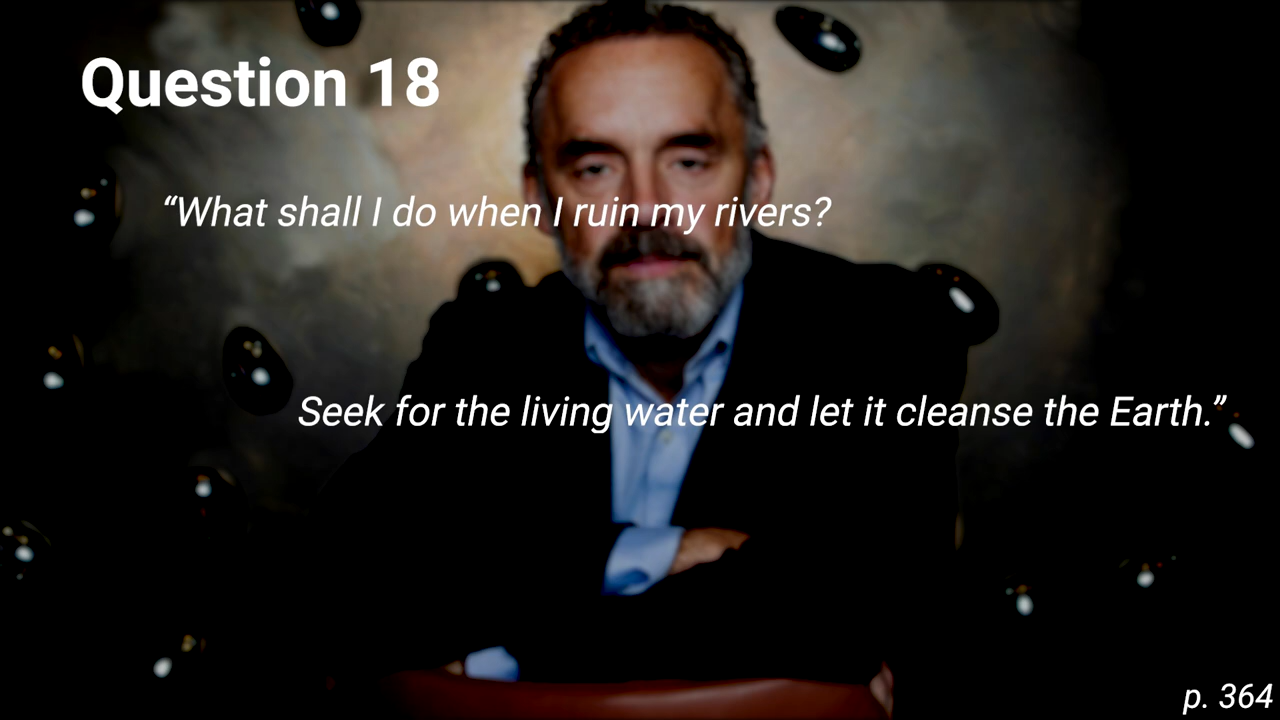 Question 18
“What shall I do when I ruin my rivers?
Seek for the living water and let it cleanse the Earth.”
p. 364